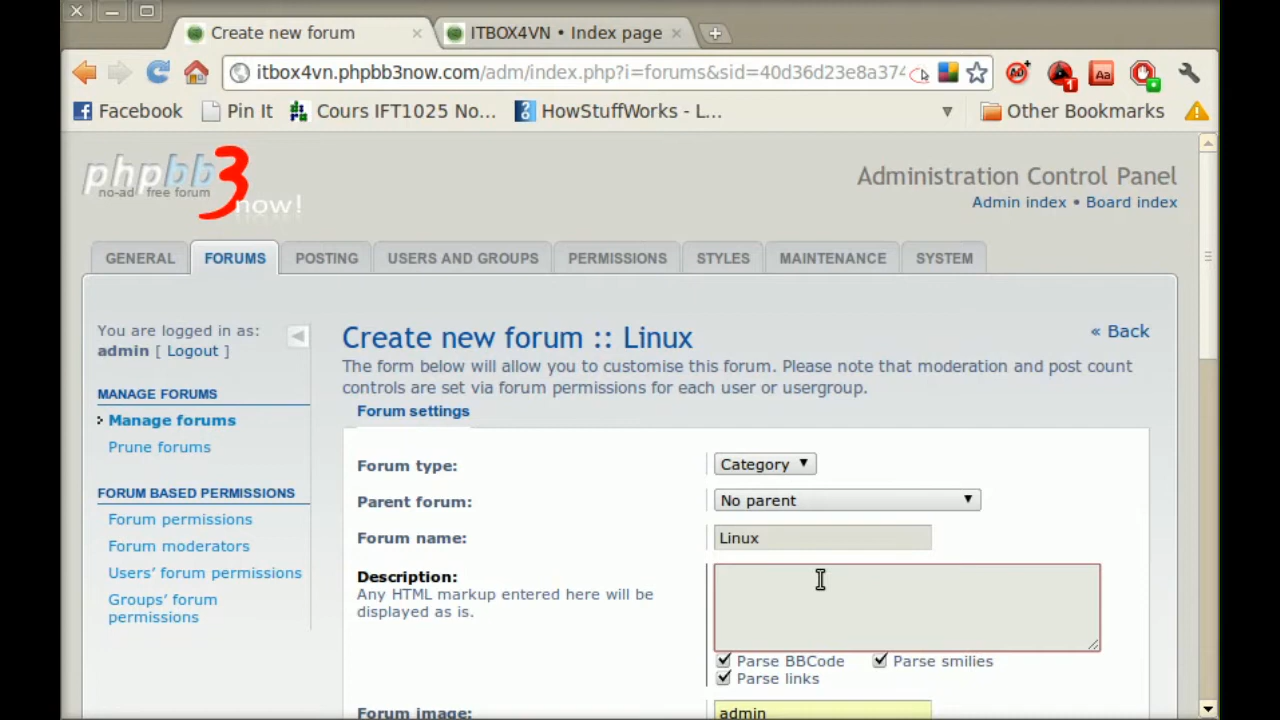 Create new forum
ITBOX4VN • Index page
itbox4vn.phpbb3now.com/adm/index.php?i=forums&sid=40d36d23e8a374
Facebook Pin It Cours IFT1025 No... HowStuffWorks - L... Other Bookmarks
phpbb3
no-ad free forum
now!
Administration Control Panel
Admin index • Board index
GENERAL FORUMS POSTING USERS AND GROUPS PERMISSIONS STYLES MAINTENANCE SYSTEM
You are logged in as:
admin [ Logout ]
MANAGE FORUMS
Manage forums
Prune forums
FORUM BASED PERMISSIONS
Forum permissions
Forum moderators
Users’ forum permissions
Groups’ forum
permissions
Create new forum :: Linux
« Back
The form below will allow you to customise this forum. Please note that moderation and post count
controls are set via forum permissions for each user or usergroup.
Forum settings
Forum type: Category
Parent forum: No parent
Forum name: Linux
Description:
Any HTML markup entered here will be
displayed as is.
Parse BBCode Parse smilies
Parse links
Forum image: admin